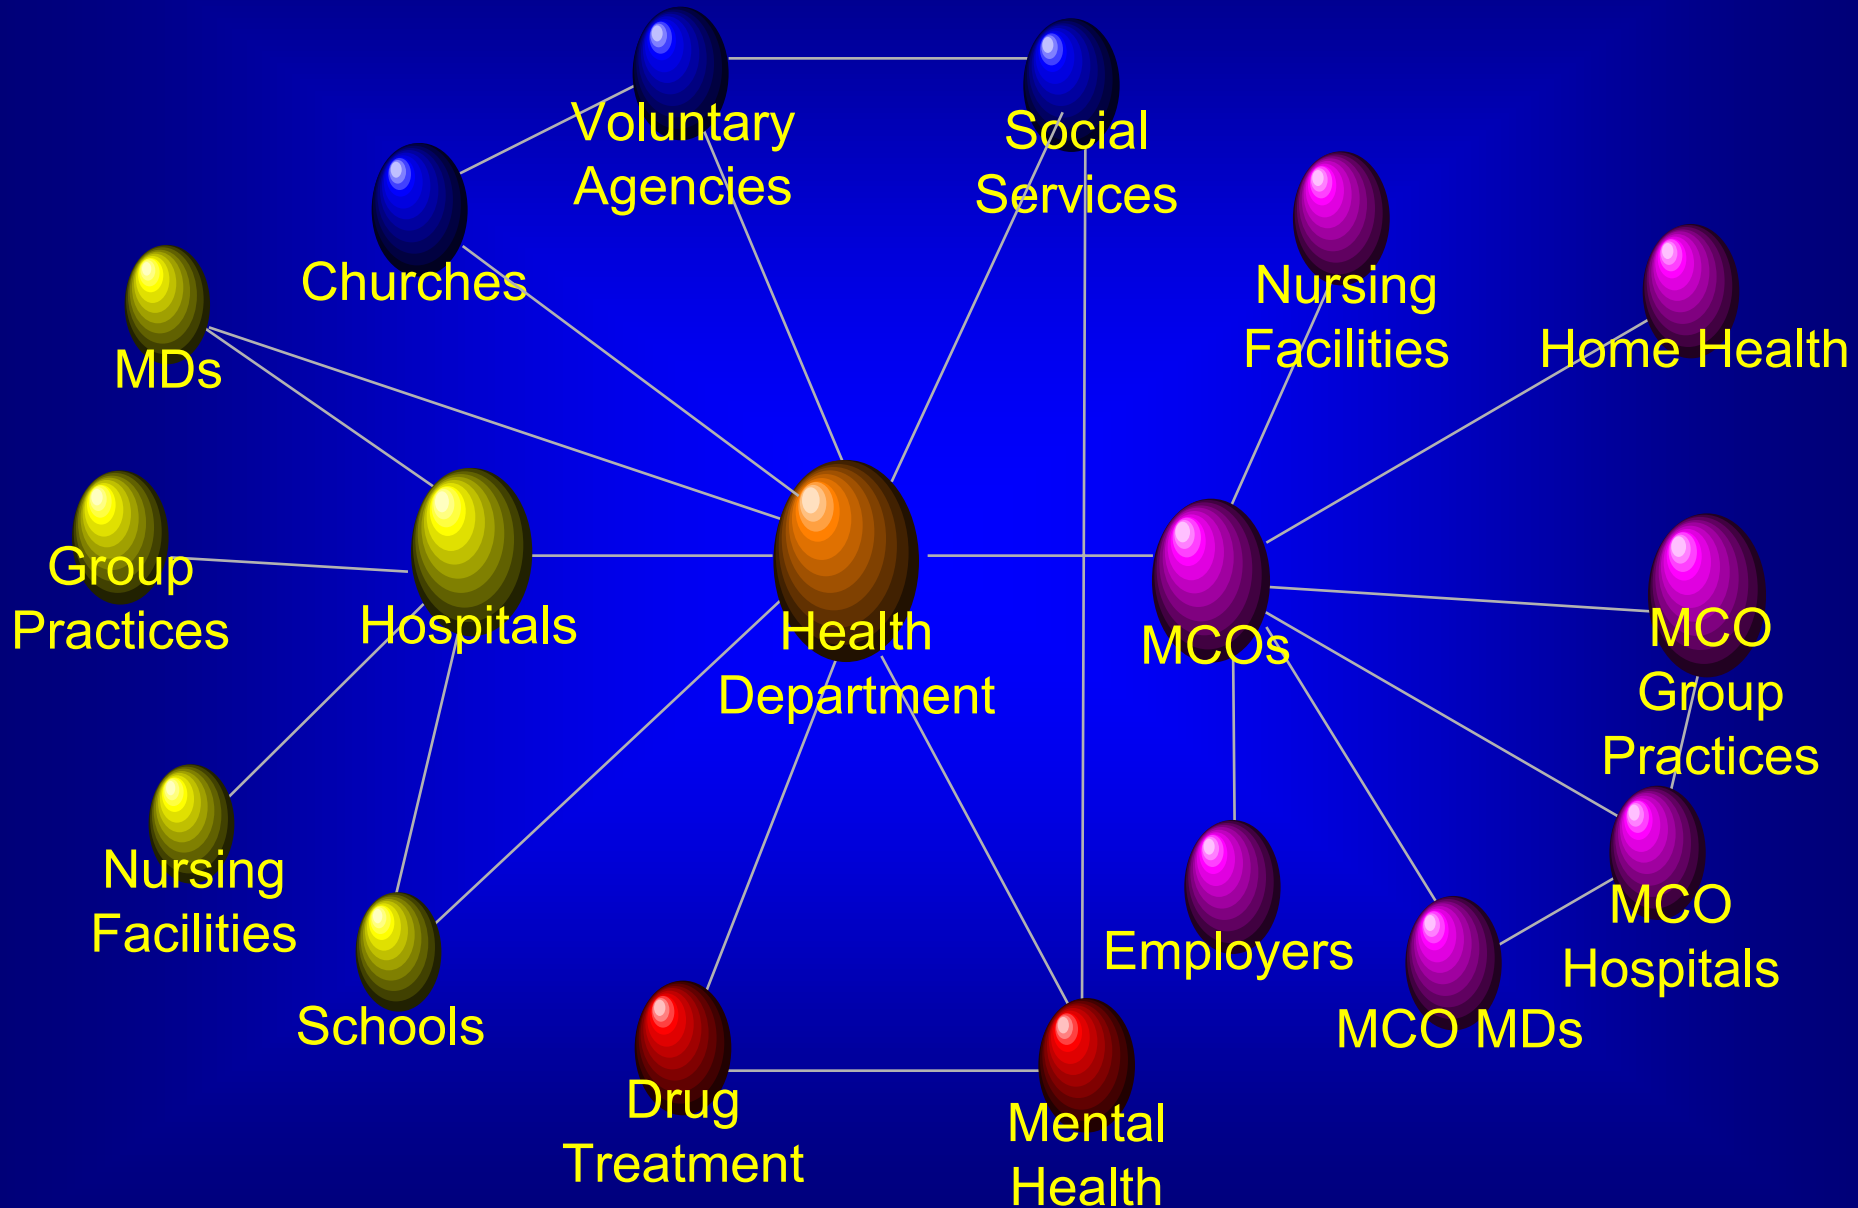 Voluntary
Agencies
Social
Services
Churches
Nursing
Facilities
Home Health
MDs
Group
Practices
Hospitals
Health
Department
MCOs
MCO
Group
Practices
Nursing
Facilities
Schools
Employers
MCO
Hospitals
MCO MDs
Drug
Treatment
Mental
Health